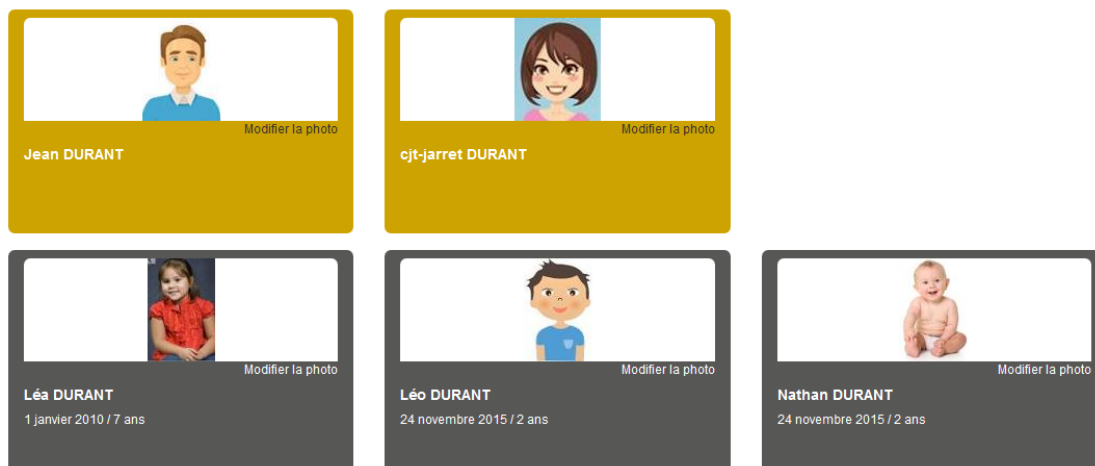 Modifier la photo
Jean DURANT
Modifier la photo
cjt-jarret DURANT
Modifier la photo
Léa DURANT
1 janvier 2010 / 7 ans
Modifier la photo
Léo DURANT
24 novembre 2015 / 2 ans
Modifier la photo
Nathan DURANT
24 novembre 2015 / 2 ans